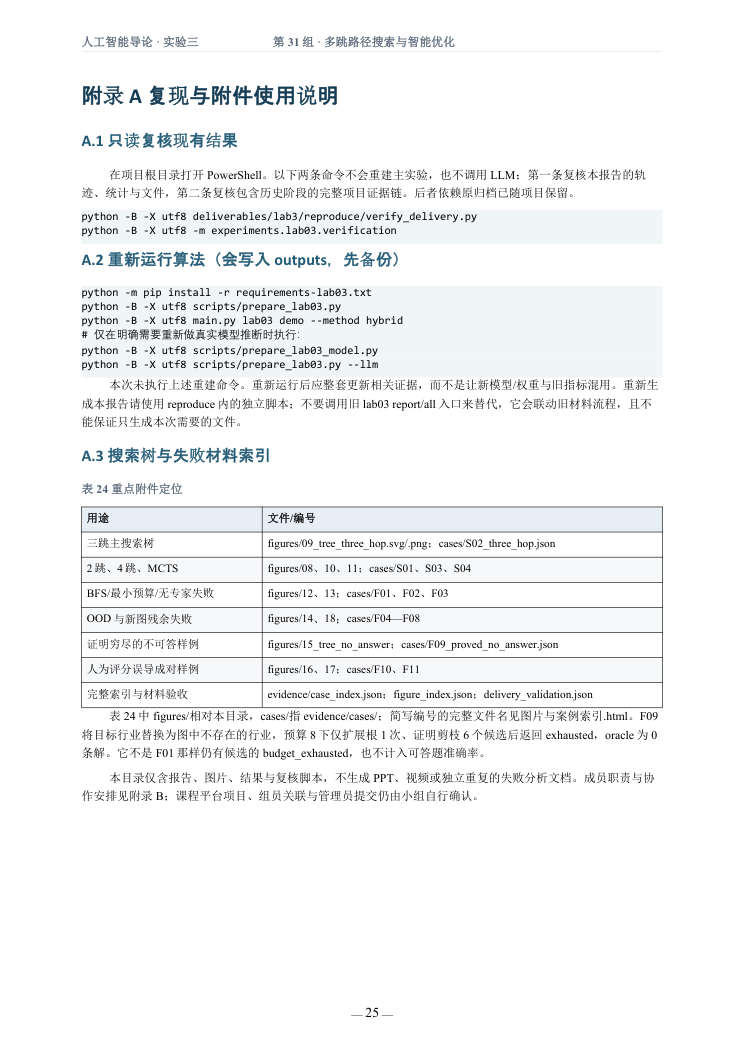 人工智能导论 · 实验三 第 31 组 · 多跳路径搜索与智能优化
附录 A 复现与附件使用说明
A.1 只读复核现有结果
在项目根目录打开 PowerShell。以下两条命令不会重建主实验，也不调用 LLM；第一条复核本报告的轨
迹、统计与文件，第二条复核包含历史阶段的完整项目证据链。后者依赖原归档已随项目保留。
python -B -X utf8 deliverables/lab3/reproduce/verify_delivery.py
python -B -X utf8 -m experiments.lab03.verification
A.2 重新运行算法（会写入 outputs，先备份）
python -m pip install -r requirements-lab03.txt
python -B -X utf8 scripts/prepare_lab03.py
python -B -X utf8 main.py lab03 demo --method hybrid
# 仅在明确需要重新做真实模型推断时执行:
python -B -X utf8 scripts/prepare_lab03_model.py
python -B -X utf8 scripts/prepare_lab03.py --llm
本次未执行上述重建命令。重新运行后应整套更新相关证据，而不是让新模型/权重与旧指标混用。重新生
成本报告请使用 reproduce 内的独立脚本；不要调用旧 lab03 report/all 入口来替代，它会联动旧材料流程，且不
能保证只生成本次需要的文件。
A.3 搜索树与失败材料索引
表 24 重点附件定位
用途 文件/编号
三跳主搜索树 figures/09_tree_three_hop.svg/.png；cases/S02_three_hop.json
2 跳、4 跳、MCTS figures/08、10、11；cases/S01、S03、S04
BFS/最小预算/无专家失败 figures/12、13；cases/F01、F02、F03
OOD 与新图残余失败 figures/14、18；cases/F04—F08
证明穷尽的不可答样例 figures/15_tree_no_answer；cases/F09_proved_no_answer.json
人为评分误导成对样例 figures/16、17；cases/F10、F11
完整索引与材料验收 evidence/case_index.json；figure_index.json；delivery_validation.json
表 24 中 figures/相对本目录，cases/指 evidence/cases/；简写编号的完整文件名见图片与案例索引.html。F09
将目标行业替换为图中不存在的行业，预算 8 下仅扩展根 1 次、证明剪枝 6 个候选后返回 exhausted，oracle 为 0
条解。它不是 F01 那样仍有候选的 budget_exhausted，也不计入可答题准确率。
本目录仅含报告、图片、结果与复核脚本，不生成 PPT、视频或独立重复的失败分析文档。成员职责与协
作安排见附录 B；课程平台项目、组员关联与管理员提交仍由小组自行确认。
— 25 —